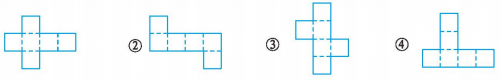 ② ③ ④